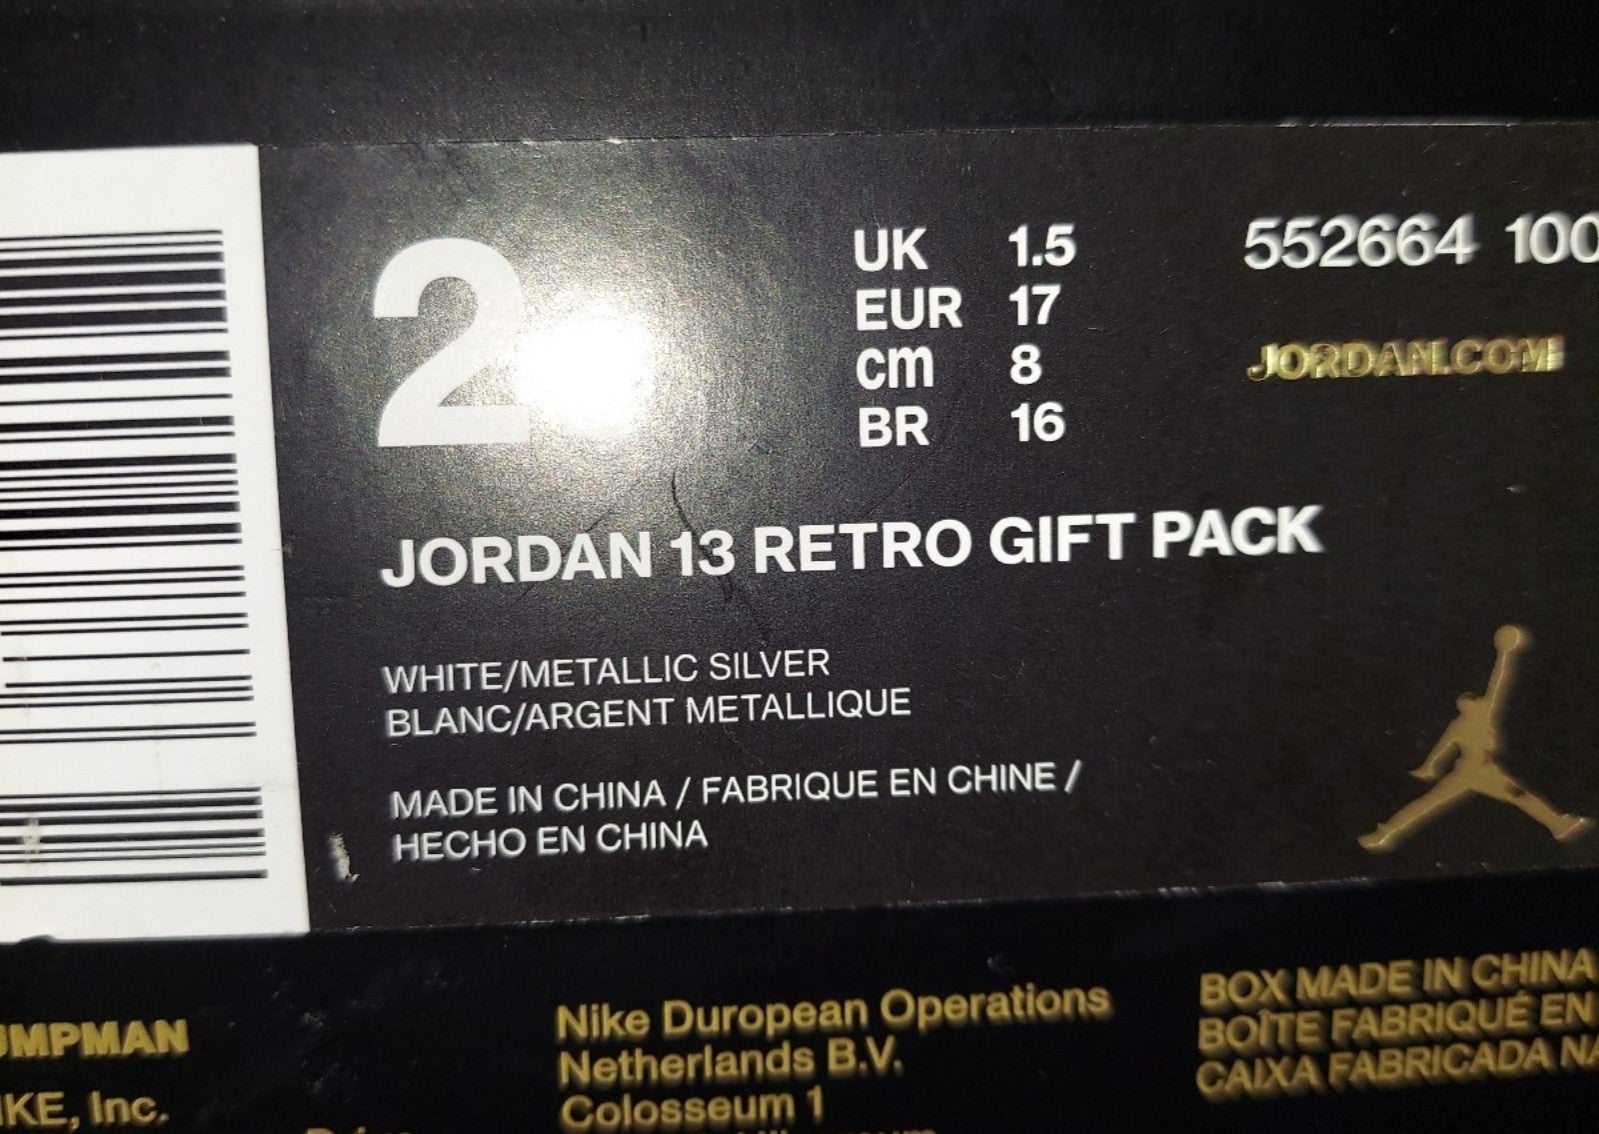 2
UK 1.5
EUR 17
cm 8
BR 16
552664 100
JORDAN.COM
JORDAN 13 RETRO GIFT PACK
WHITE/METALLIC SILVER
BLANC/ARGENT METALLIQUE
MADE IN CHINA / FABRIQUE EN CHINE /
HECHO EN CHINA
UMPMAN
IKE, Inc.
Nike Duropean Operations
Netherlands B.V.
Colosseum 1
BOX MADE IN CHINA
BOÎTE FABRIQUÉ EN
CAIXA FABRICADA NA